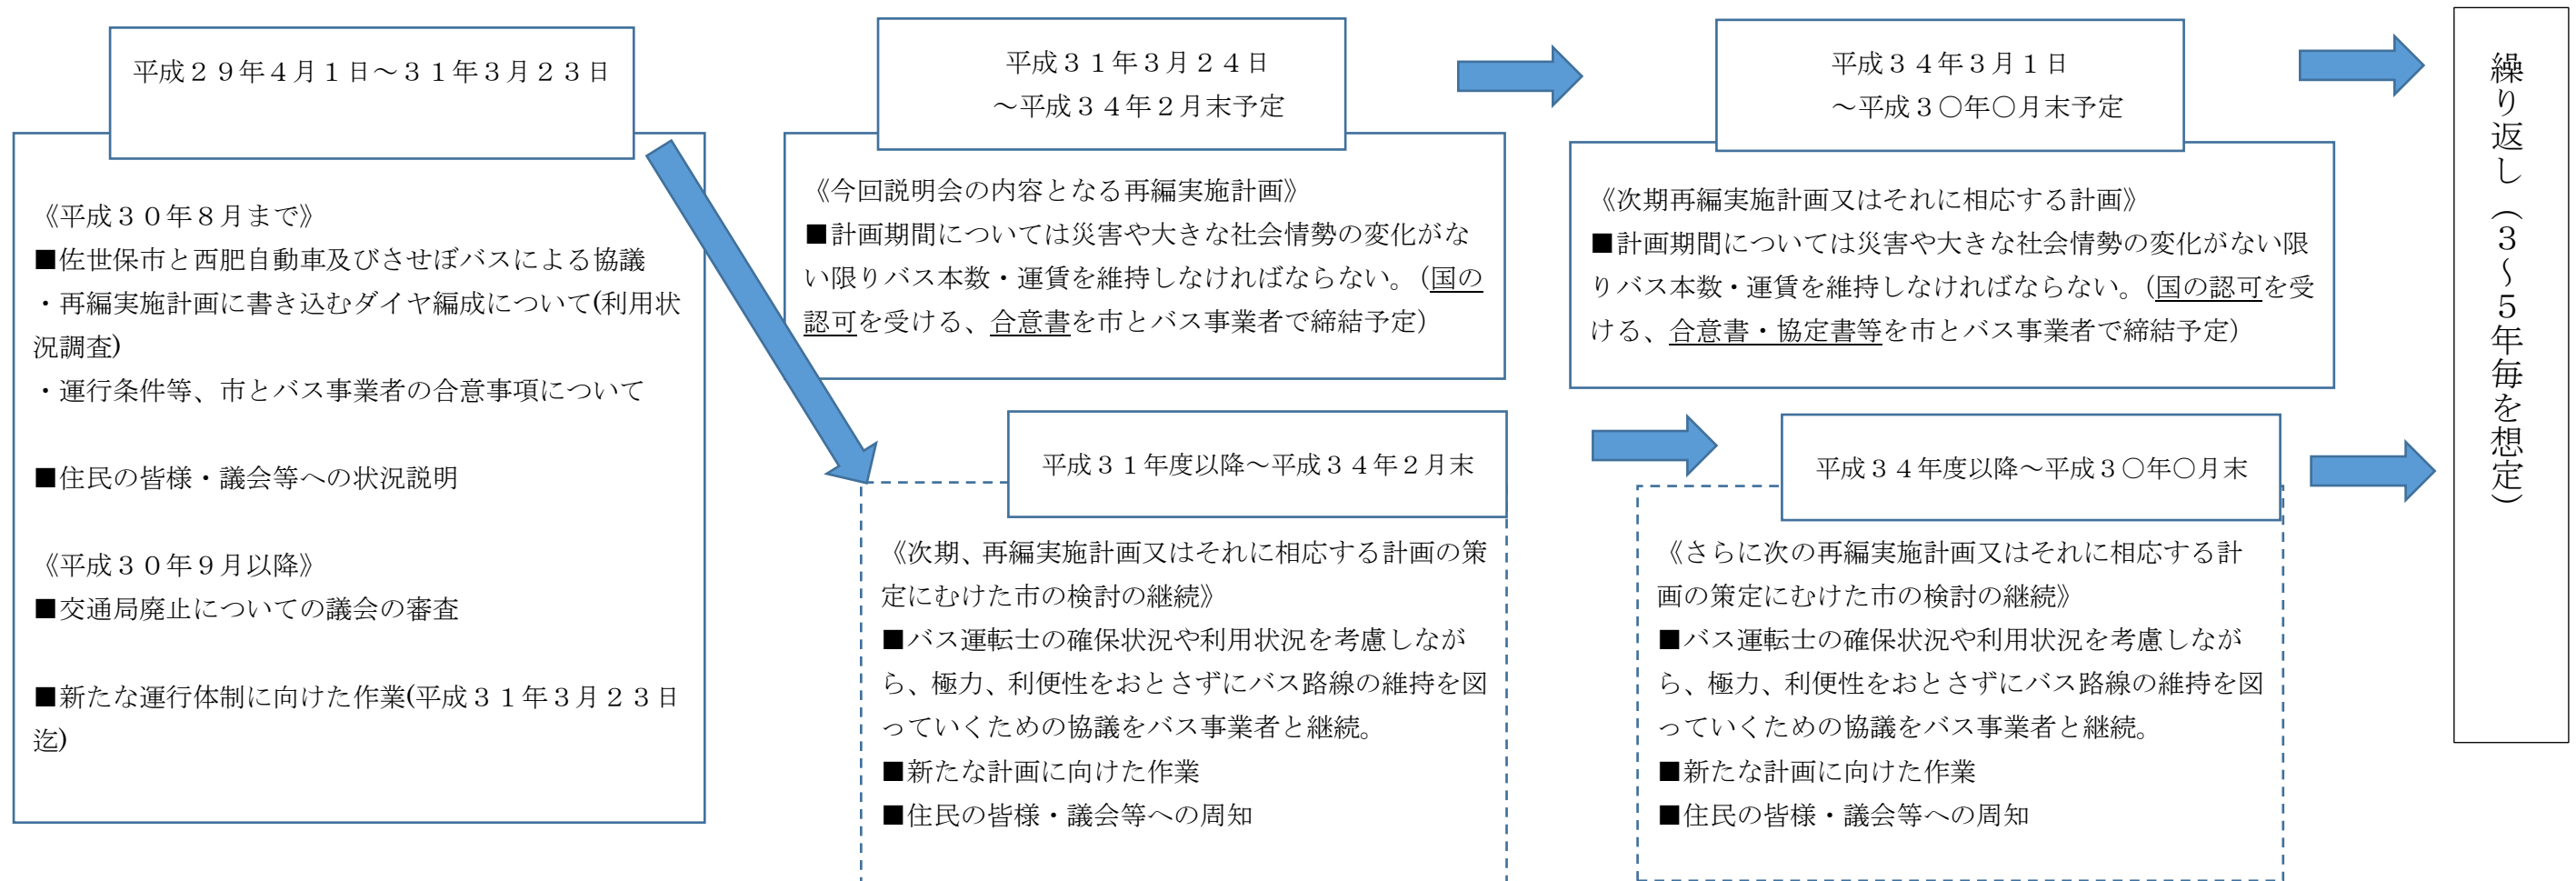 平成２９年４月１日～３１年３月２３日
《平成３０年８月まで》
■佐世保市と西肥自動車及びさせぼバスによる協議
・再編実施計画に書き込むダイヤ編成について(利用状
況調査)
・運行条件等、市とバス事業者の合意事項について
■住民の皆様・議会等への状況説明
《平成３０年９月以降》
■交通局廃止についての議会の審査
■新たな運行体制に向けた作業(平成３１年３月２３日
迄)
平成３１年３月２４日
～平成３４年２月末予定
《今回説明会の内容となる再編実施計画》
■計画期間については災害や大きな社会情勢の変化がな
い限りバス本数・運賃を維持しなければならない。（国の
認可を受ける、合意書を市とバス事業者で締結予定）
平成３４年３月１日
～平成３〇年〇月末予定
《次期再編実施計画又はそれに相応する計画》
■計画期間については災害や大きな社会情勢の変化がない限
りバス本数・運賃を維持しなければならない。（国の認可を受
ける、合意書・協定書等を市とバス事業者で締結予定）
平成３１年度以降～平成３４年２月末
《次期、再編実施計画又はそれに相応する計画の策
定にむけた市の検討の継続》
■バス運転士の確保状況や利用状況を考慮しなが
ら、極力、利便性をおとさずにバス路線の維持を図
っていくための協議をバス事業者と継続。
■新たな計画に向けた作業
■住民の皆様・議会等への周知
平成３４年度以降～平成３〇年〇月末
《さらに次の再編実施計画又はそれに相応する計
画の策定にむけた市の検討の継続》
■バス運転士の確保状況や利用状況を考慮しなが
ら、極力、利便性をおとさずにバス路線の維持を図
っていくための協議をバス事業者と継続。
■新たな計画に向けた作業
■住民の皆様・議会等への周知
繰り返し（３～５年毎を想定）